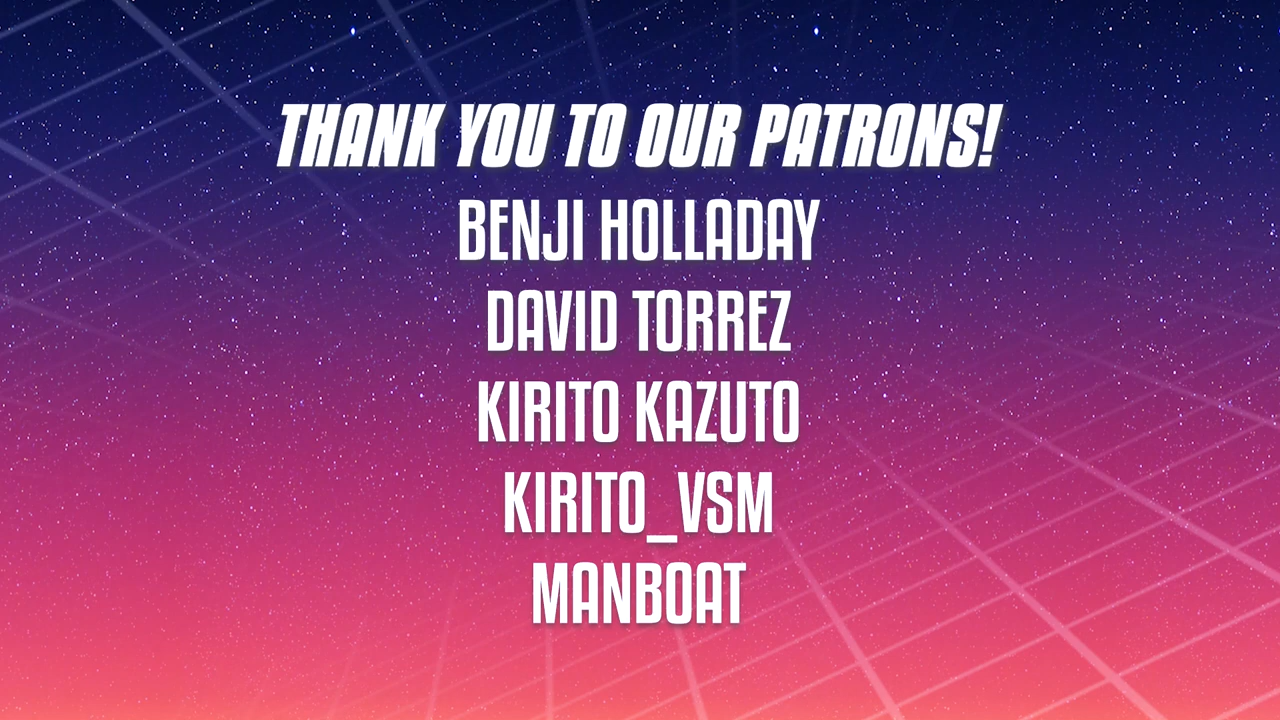 THANK YOU TO OUR PATRONS!
BENJI HOLLADAY
DAVID TORREZ
KIRITO KAZUTO
KIRITO_VSM
MANBOAT